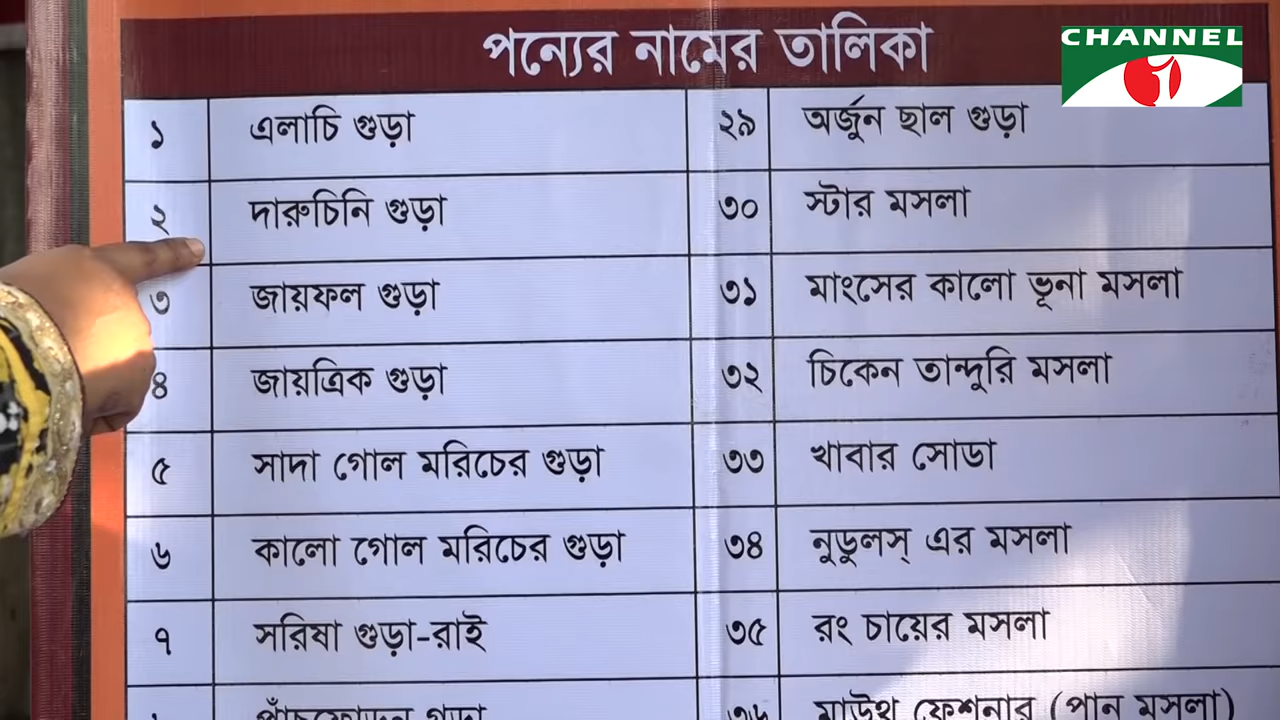 পন্যের নামের তালিকা
CHANNEL
১ এলাচি গুড়া ২৯ অর্জুন ছাল গুড়া
২ দারুচিনি গুড়া ৩০ স্টার মসলা
৩ জায়ফল গুড়া ৩১ মাংসের কালো ভূনা মসলা
৪ জায়ত্রিক গুড়া ৩২ চিকেন তান্দুরি মসলা
৫ সাদা গোল মরিচের গুড়া ৩৩ খাবার সোডা
৬ কালো গোল মরিচের গুড়া ৩৪ নুডুলস্ এর মসলা
৭ সরিষা গুড়া-রাই ৩৫ রং চায়ের মসলা
পাঁচফোড়ন গুড়া ৩৬ মাউথ ফ্রেশনার (পান মসলা)